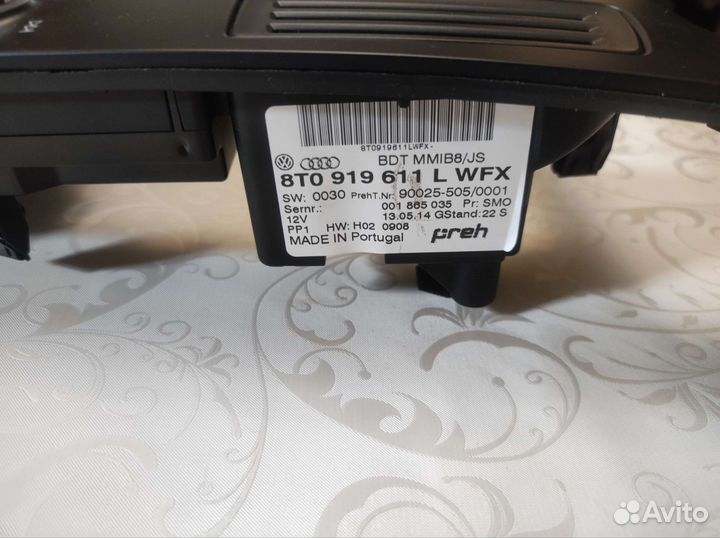 8T0919611LWFX-
BDT MMIB8/JS
8T0 919 611 L WFX
SW: 0030 PrehT.Nr: 90025-505/0001
Sernr.: 001 865 035 Pr: SMO
12V 13.05.14 GStand: 22 S
PP1 HW: H02 0908
MADE IN Portugal preh
Avito